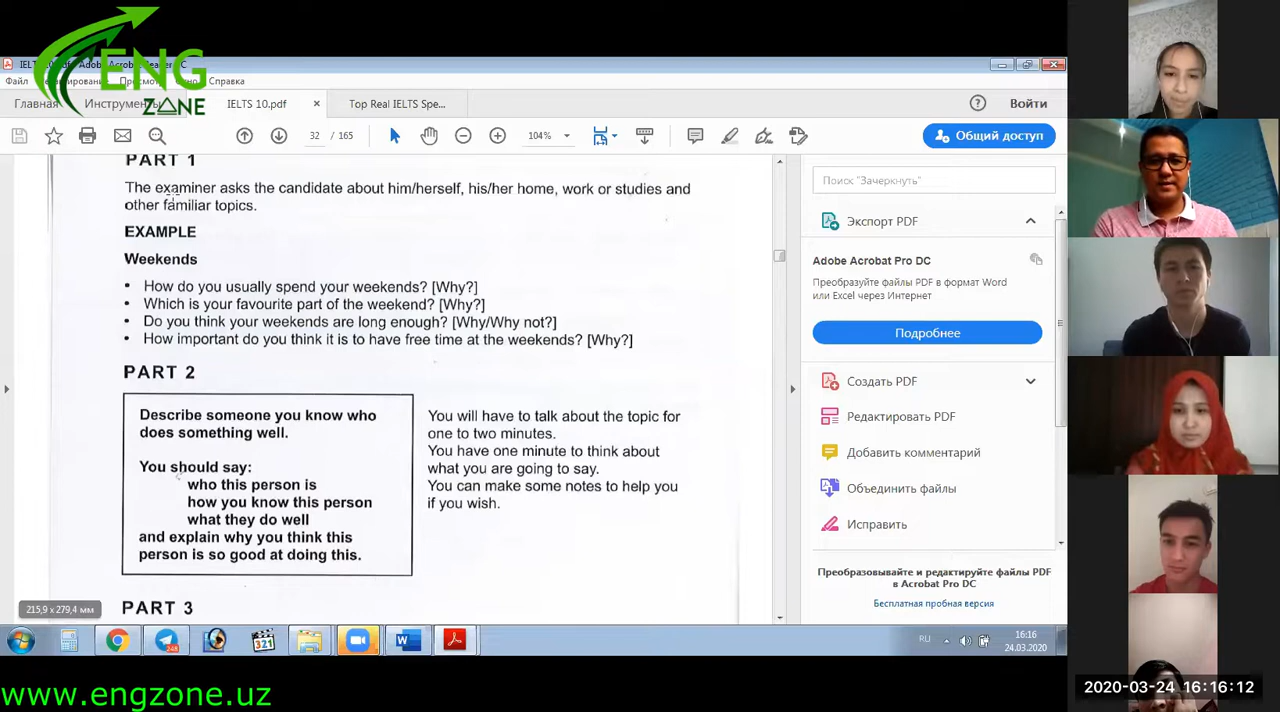 ENG
ZONE
Файл
Справка
Главная
Инструменты
IELTS 10.pdf
Top Real IELTS Spe...
Войти
32 / 165
104%
Общий доступ
PART 1
The examiner asks the candidate about him/herself, his/her home, work or studies and
other familiar topics.
EXAMPLE
Weekends
• How do you usually spend your weekends? [Why?]
• Which is your favourite part of the weekend? [Why?]
• Do you think your weekends are long enough? [Why/Why not?]
• How important do you think it is to have free time at the weekends? [Why?]
PART 2
Describe someone you know who
does something well.
You should say:
who this person is
how you know this person
what they do well
and explain why you think this
person is so good at doing this.
You will have to talk about the topic for
one to two minutes.
You have one minute to think about
what you are going to say.
You can make some notes to help you
if you wish.
PART 3
215,9 x 279,4 мм
Поиск "Зачеркнуть"
Экспорт PDF
Adobe Acrobat Pro DC
Преобразуйте файлы PDF в формат Word
или Excel через Интернет
Подробнее
Создать PDF
Редактировать PDF
Добавить комментарий
Объединить файлы
Исправить
Преобразовывайте и редактируйте файлы PDF
в Acrobat Pro DC
Бесплатная пробная версия
321
RU
16:16
24.03.2020
2020-03-24 16:16:12
www.engzone.uz